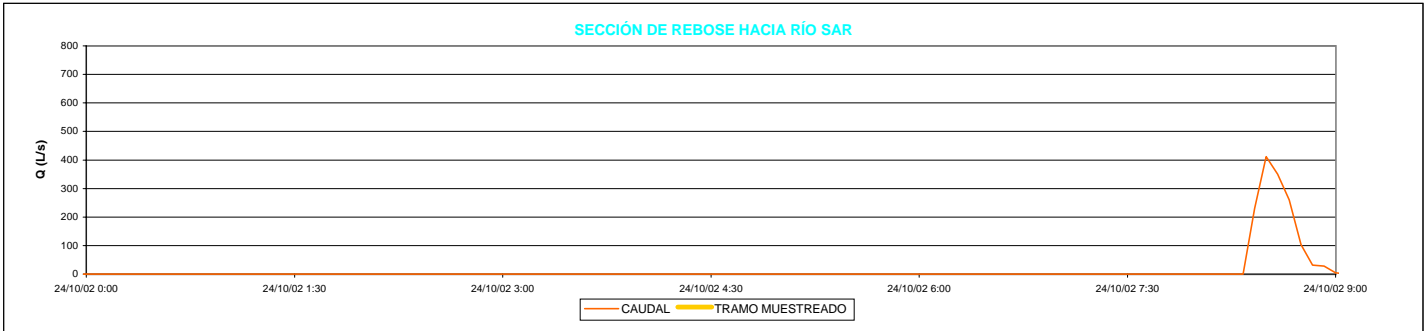 SECCIÓN DE REBOSE HACIA RÍO SAR
800
700
600
500
400
300
200
100
0
Q (L/s)
24/10/02 0:00 24/10/02 1:30 24/10/02 3:00 24/10/02 4:30 24/10/02 6:00 24/10/02 7:30 24/10/02 9:00
CAUDAL TRAMO MUESTREADO